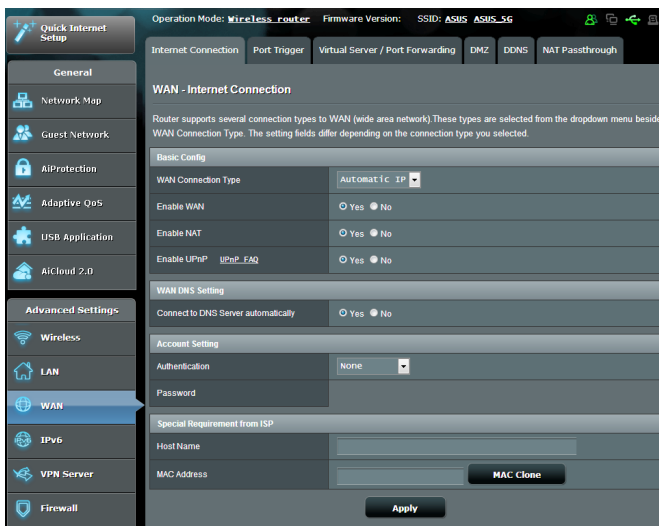 Quick Internet
Setup
Operation Mode: Wireless router Firmware Version: SSID: ASUS ASUS_5G
Internet Connection Port Trigger Virtual Server / Port Forwarding DMZ DDNS NAT Passthrough
General
Network Map
Guest Network
AiProtection
Adaptive QoS
USB Application
AiCloud 2.0
Advanced Settings
Wireless
LAN
WAN
IPv6
VPN Server
Firewall
WAN - Internet Connection
Router supports several connection types to WAN (wide area network).These types are selected from the dropdown menu beside
WAN Connection Type. The setting fields differ depending on the connection type you selected.
Basic Config
WAN Connection Type Automatic IP
Enable WAN Yes No
Enable NAT Yes No
Enable UPnP UPnP FAQ Yes No
WAN DNS Setting
Connect to DNS Server automatically Yes No
Account Setting
Authentication None
Password
Special Requirement from ISP
Host Name
MAC Address MAC Clone
Apply